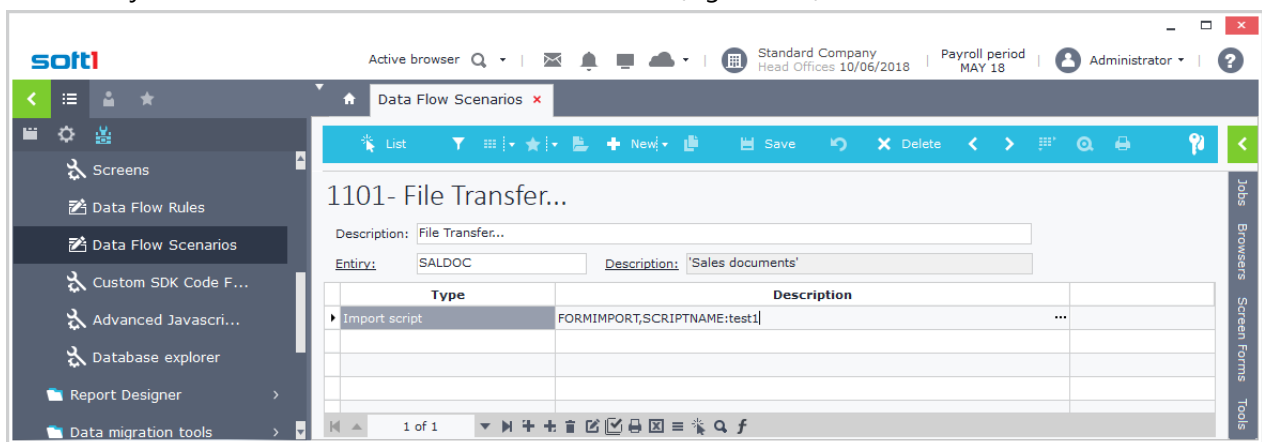 soft1
Active browser
Standard Company
Head Offices 10/06/2018
Payroll period
MAY 18
Administrator
?
Data Flow Scenarios ×
Screens
Data Flow Rules
Data Flow Scenarios
Custom SDK Code F...
Advanced Javascri...
Database explorer
Report Designer
Data migration tools
List
New
Save
Delete
1101- File Transfer...
Description: File Transfer...
Entiry: SALDOC Description: 'Sales documents'
Type Description
Import script FORMIMPORT,SCRIPTNAME:test1 ...
1 of 1
Jobs
Browsers
Screen Forms
Tools